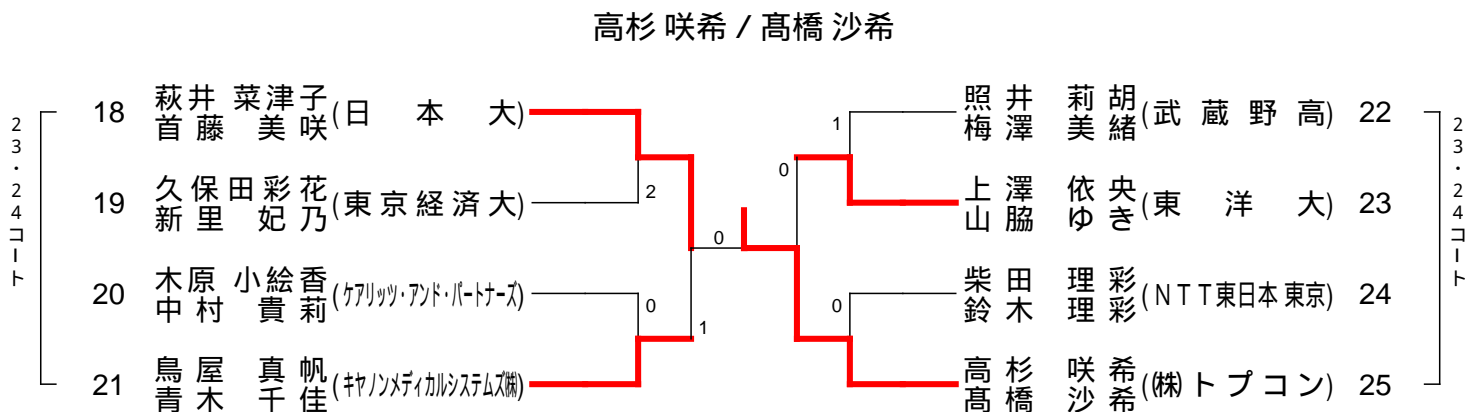 高杉 咲希 / 髙橋 沙希
23・24コート
18 萩井 菜津子
首藤 美咲 (日本大)
2
19 久保田彩花
新里 妃乃 (東京経済大)
0
20 木原 小絵香
中村 貴莉 (ケアリッツ・アンド・パートナーズ)
0
1
21 鳥屋 真帆
青木 千佳 (キヤノンメディカルシステムズ㈱)
照井 莉胡
梅澤 美緒 (武蔵野高) 22
1
0
上澤 依央
山脇 ゆき (東洋大) 23
柴田 理彩
鈴木 理彩 (NTT東日本 東京) 24
0
高杉 咲希
髙橋 沙希 (㈱トプコン) 25
23・24コート